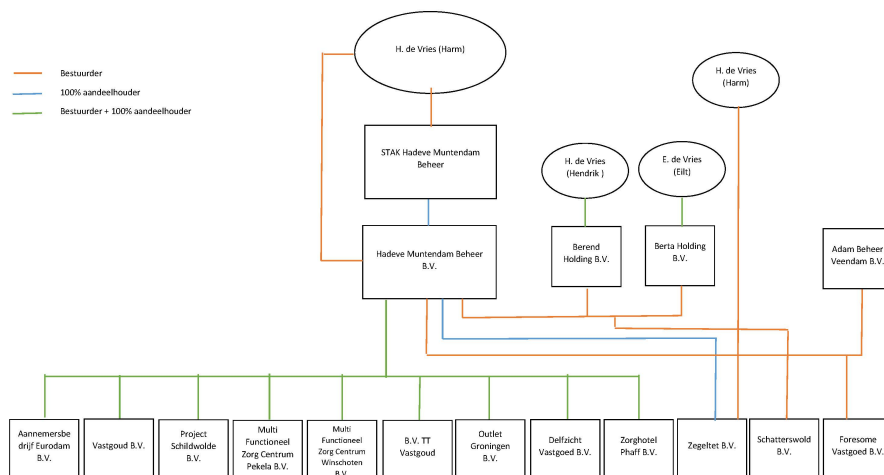 H. de Vries (Harm)
Bestuurder
100% aandeelhouder
Bestuurder + 100% aandeelhouder
H. de Vries
(Harm)
STAK Hadeve Muntendam
Beheer
H. de Vries
(Hendrik )
E. de Vries
(Eilt)
Hadeve Muntendam Beheer
B.V.
Berend
Holding B.V.
Berta Holding
B.V.
Adam Beheer
Veendam B.V.
Aannemersbe
drijf Eurodam
B.V.
Vastgoud B.V.
Project
Schildwolde
B.V.
Multi
Functioneel
Zorg Centrum
Pekela B.V.
Multi
Functioneel
Zorg Centrum
Winschoten
B.V.
B.V. TT
Vastgoud
Outlet
Groningen
B.V.
Delfzicht
Vastgoed B.V.
Zorghotel
Phaff B.V.
Zegeltet B.V.
Schatterswold
B.V.
Foresome
Vastgoed B.V.